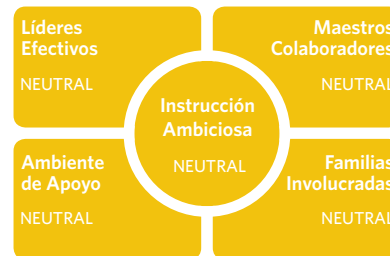 Líderes
Efectivos
NEUTRAL
Maestros
Colaboradores
NEUTRAL
Instrucción
Ambiciosa
NEUTRAL
Ambiente
de Apoyo
NEUTRAL
Familias
Involucradas
NEUTRAL